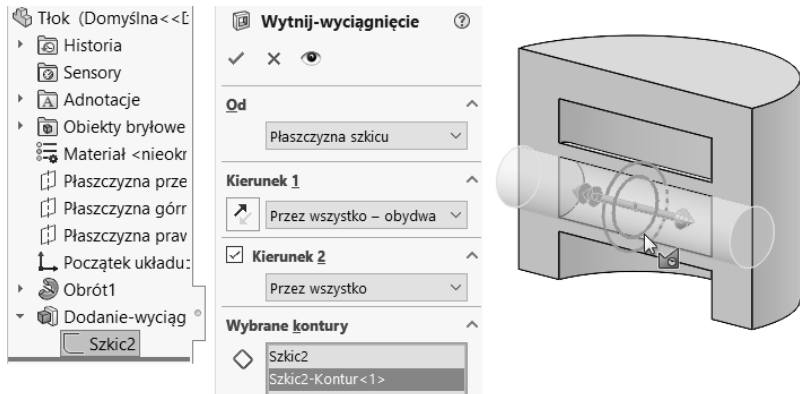 Tłok (Domyślna<<D
Historia
Sensory
Adnotacje
Obiekty bryłowe
Materiał <nieokr
Płaszczyzna prze
Płaszczyzna górr
Płaszczyzna praw
Początek układu:
Obrót1
Dodanie-wyciąg
Szkic2
Wytnij-wyciągnięcie
Od
Płaszczyzna szkicu
Kierunek 1
Przez wszystko – obydwa
Kierunek 2
Przez wszystko
Wybrane kontury
Szkic2
Szkic2-Kontur<1>